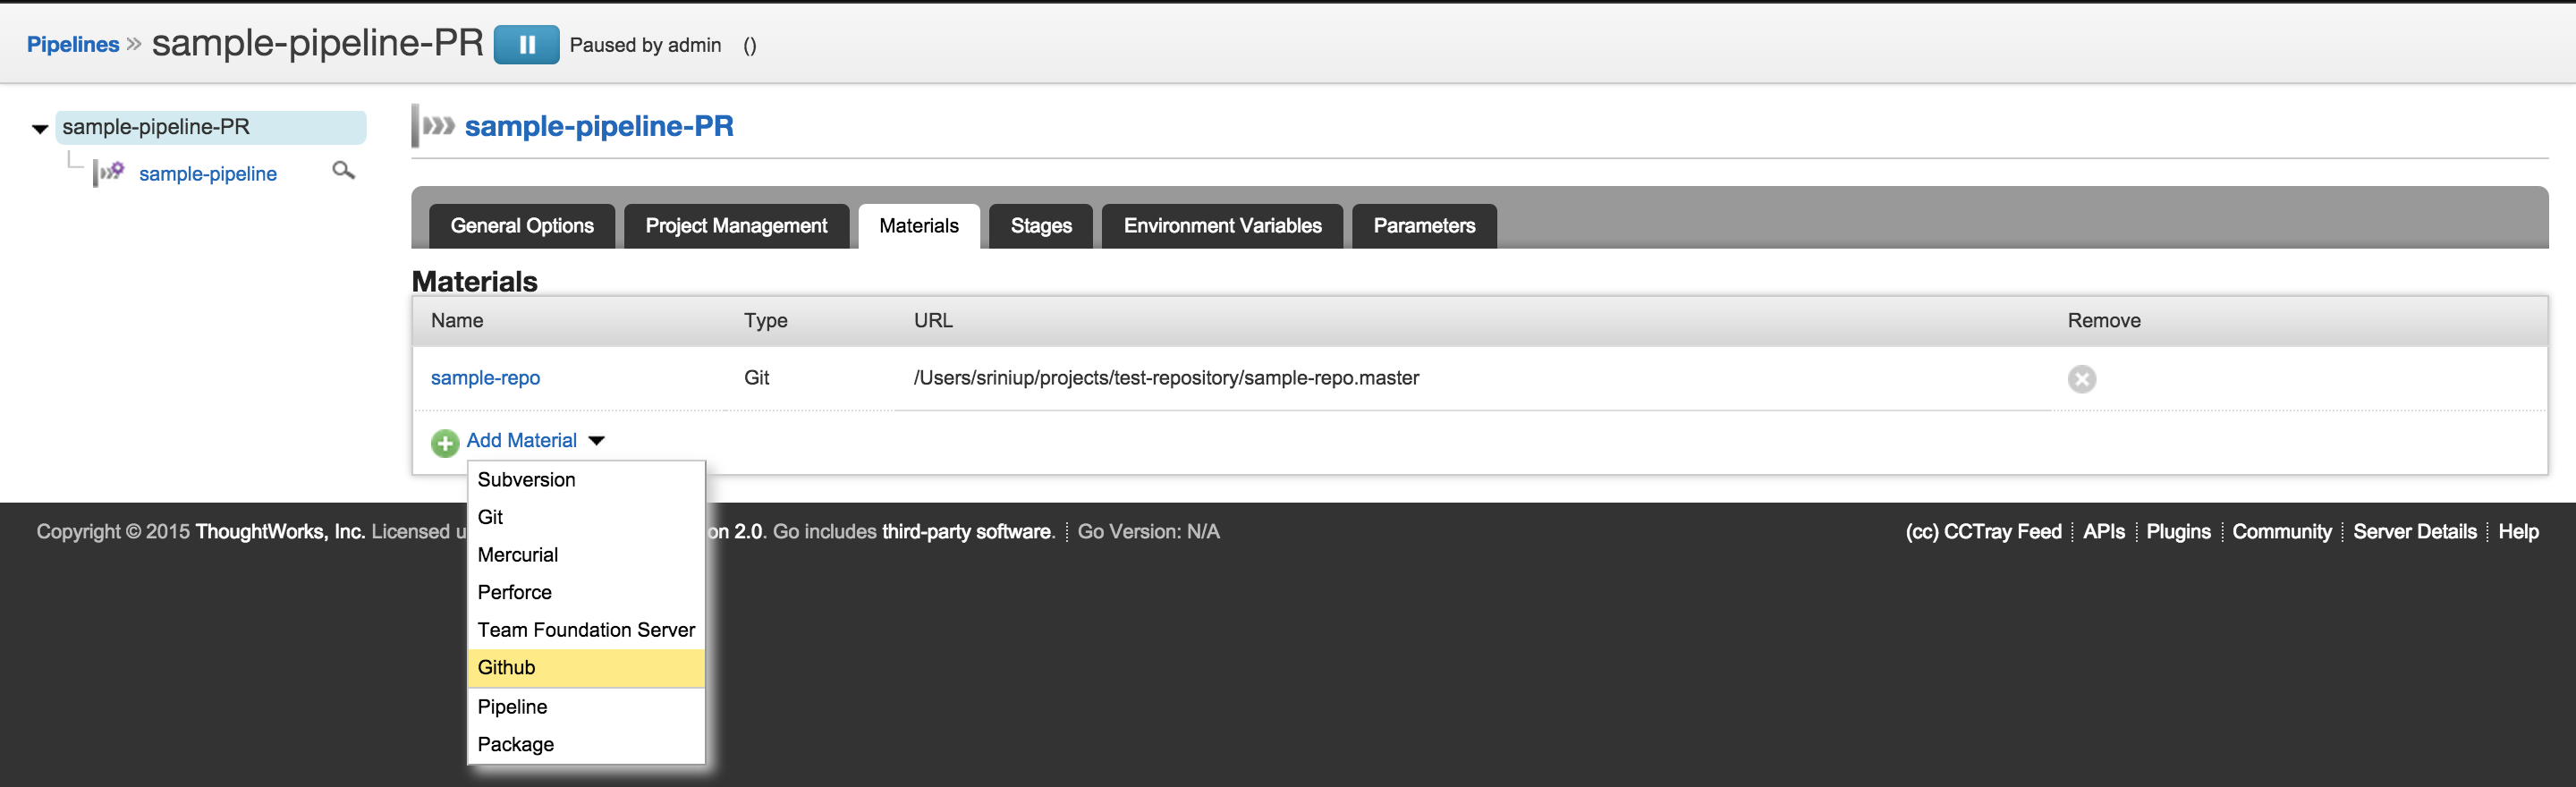 Pipelines » sample-pipeline-PR Paused by admin ()
sample-pipeline-PR
sample-pipeline
sample-pipeline-PR
General Options Project Management Materials Stages Environment Variables Parameters
Materials
Name Type URL Remove
sample-repo Git /Users/sriniup/projects/test-repository/sample-repo.master
Add Material
Subversion
Git
Mercurial
Perforce
Team Foundation Server
Github
Pipeline
Package
Copyright © 2015 ThoughtWorks, Inc. Licensed on 2.0. Go includes third-party software. Go Version: N/A
(cc) CCTray Feed APIs Plugins Community Server Details Help